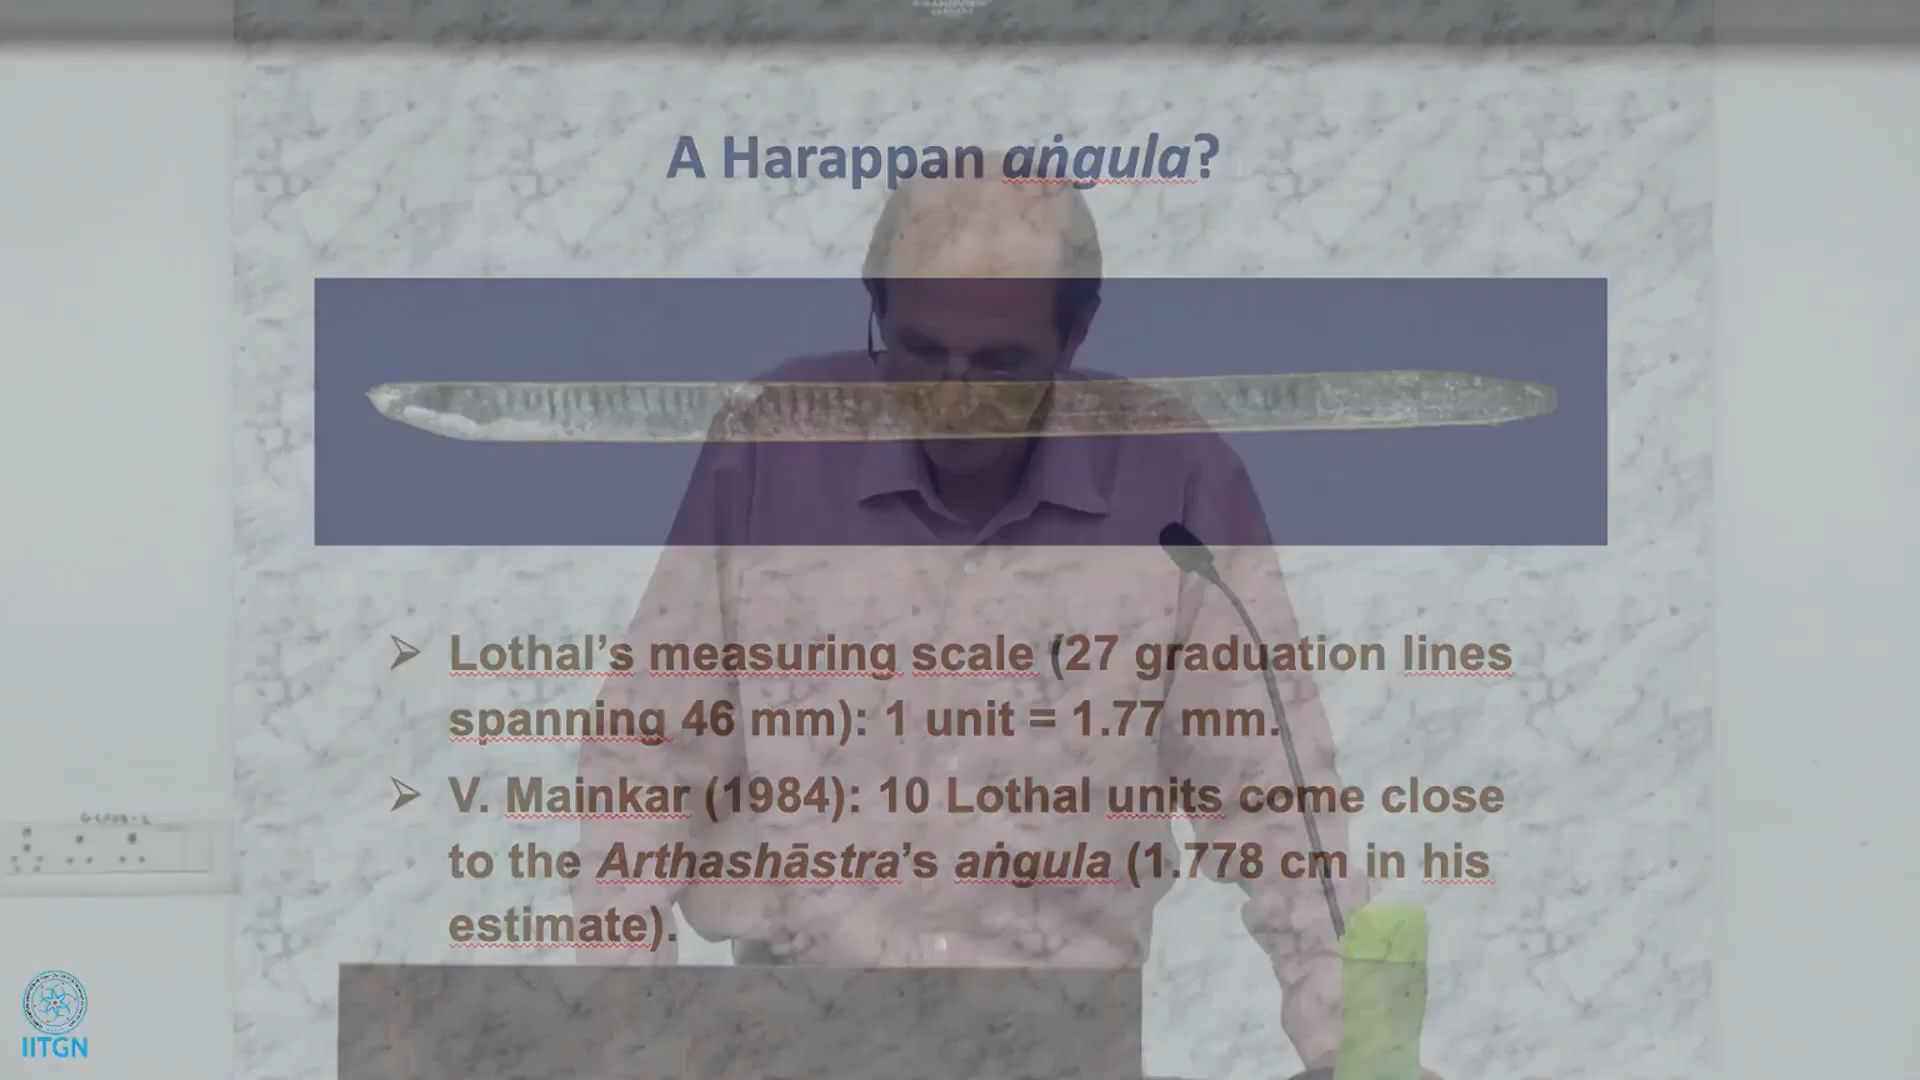 A Harappan aṅgula?
➢ Lothal’s measuring scale (27 graduation lines
spanning 46 mm): 1 unit = 1.77 mm.
➢ V. Mainkar (1984): 10 Lothal units come close
to the Arthashāstra’s aṅgula (1.778 cm in his
estimate).
IITGN